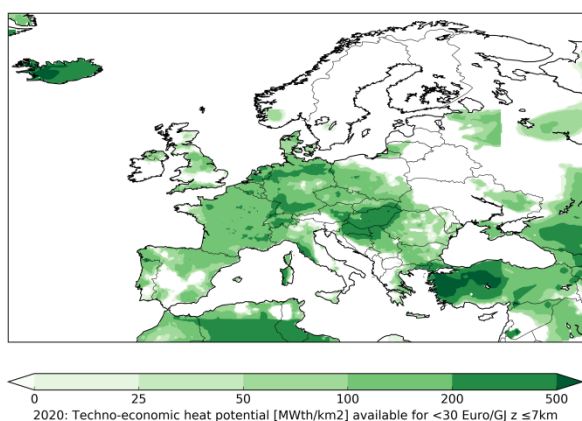 0 25 50 100 200 500
2020: Techno-economic heat potential [MWth/km2] available for <30 Euro/GJ z ≤7km